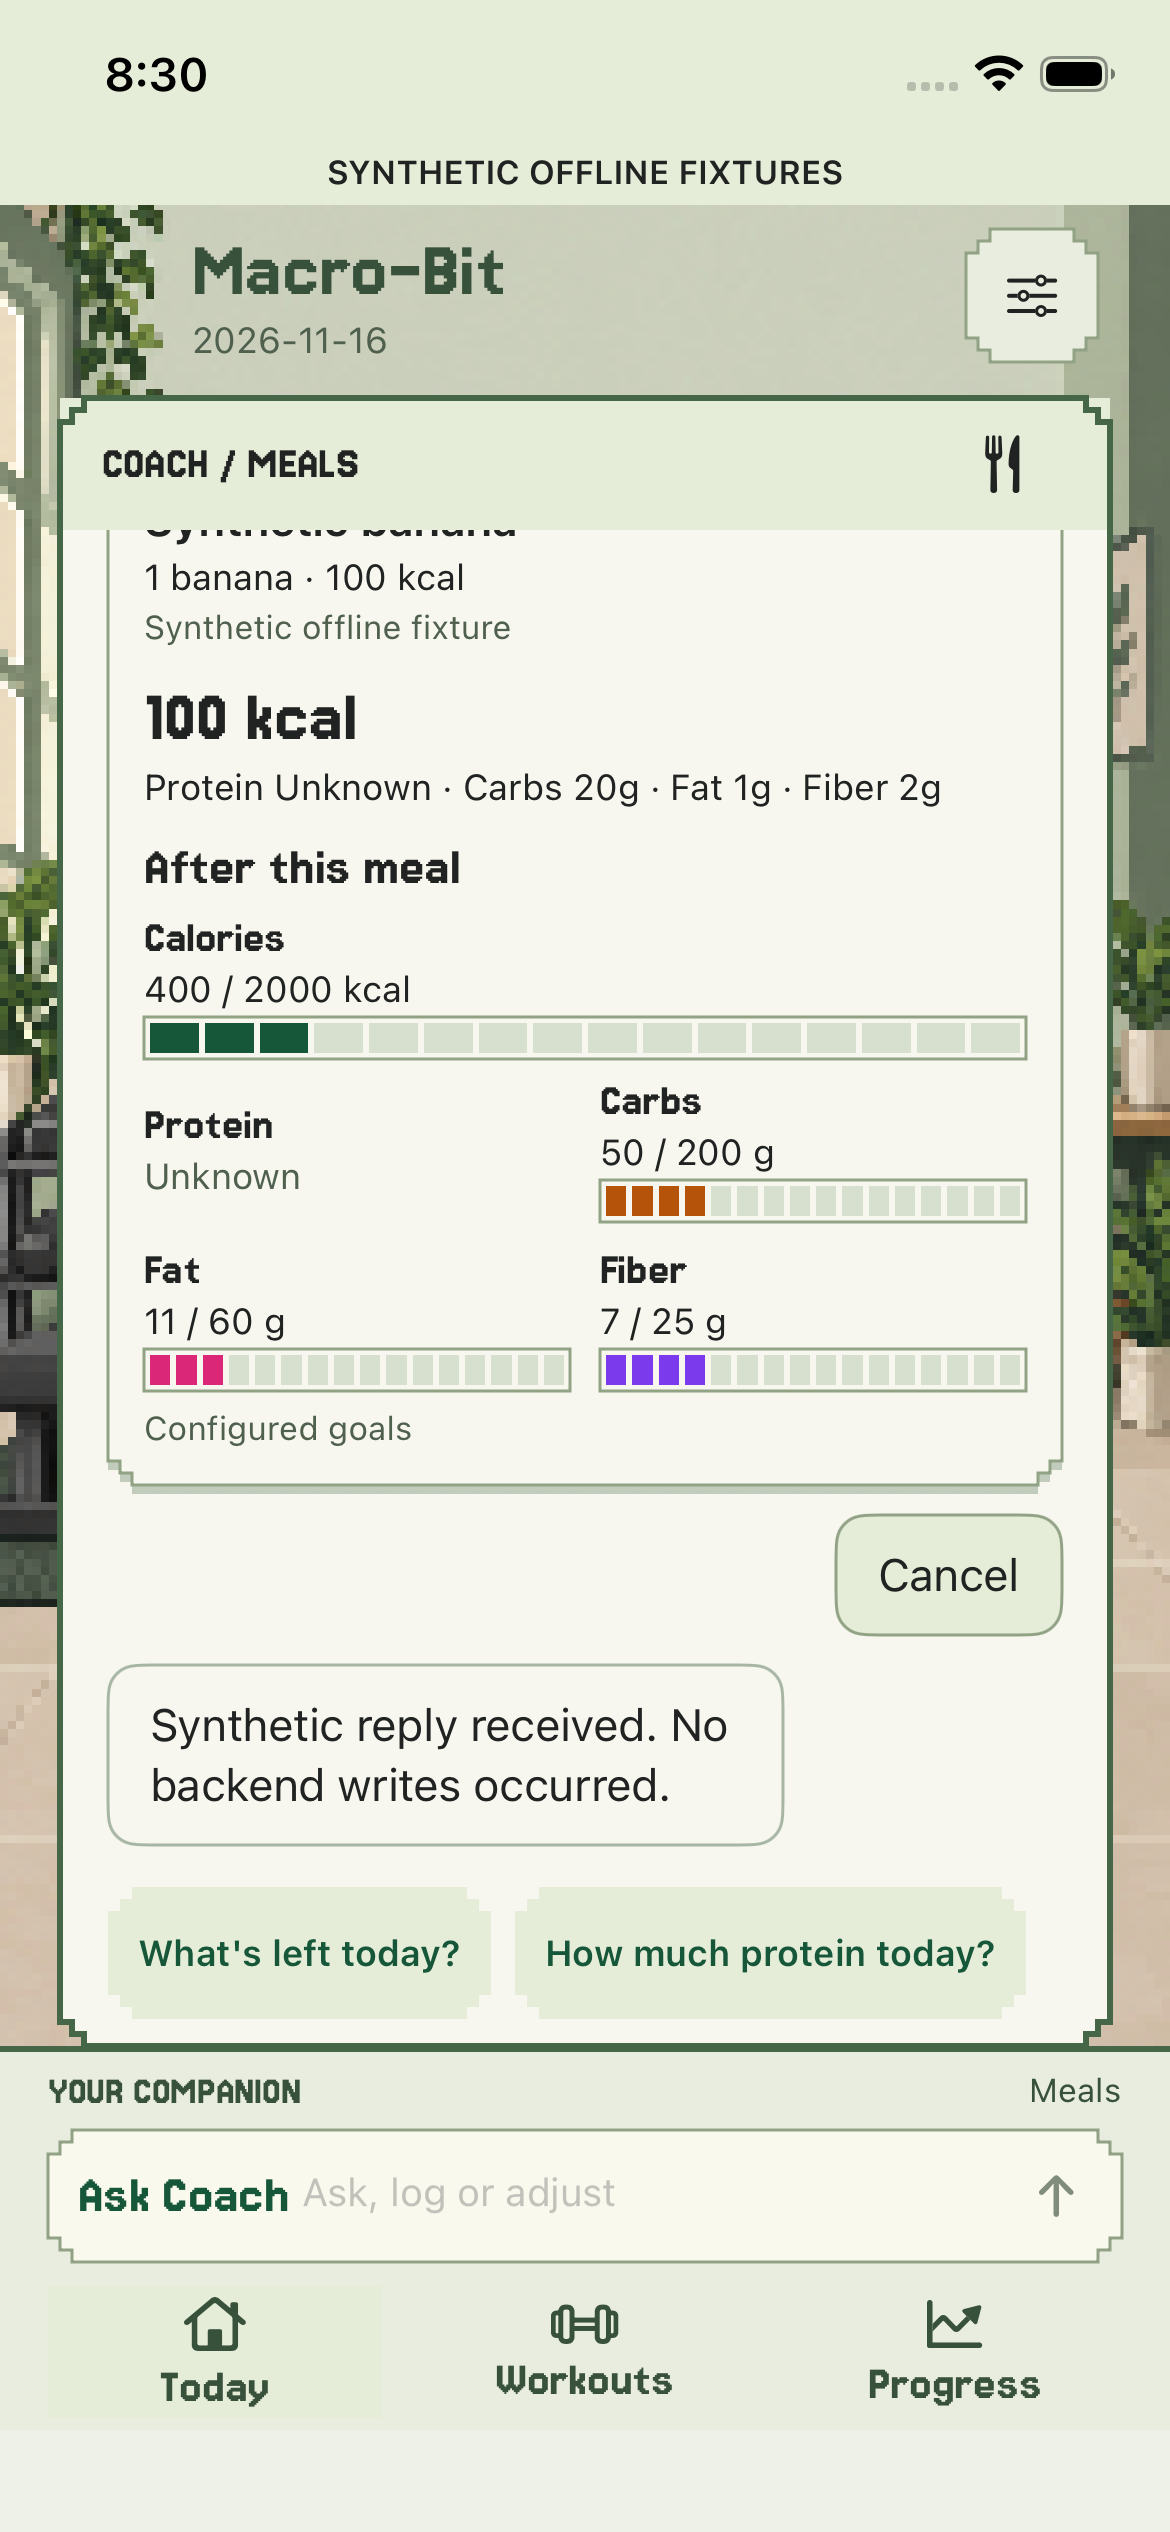 8:30
SYNTHETIC OFFLINE FIXTURES
Macro-Bit
2026-11-16
COACH / MEALS
Synthetic banana
1 banana · 100 kcal
Synthetic offline fixture
100 kcal
Protein Unknown · Carbs 20g · Fat 1g · Fiber 2g
After this meal
Calories
400 / 2000 kcal
Protein
Unknown
Carbs
50 / 200 g
Fat
11 / 60 g
Fiber
7 / 25 g
Configured goals
Cancel
Synthetic reply received. No
backend writes occurred.
What's left today?
How much protein today?
YOUR COMPANION
Meals
Ask Coach Ask, log or adjust
Today
Workouts
Progress